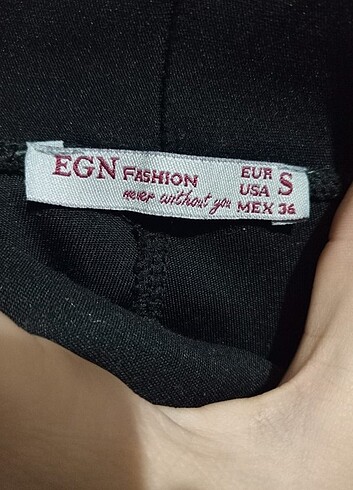 EGN FASHION
never without you
EUR
USA S
MEX 36